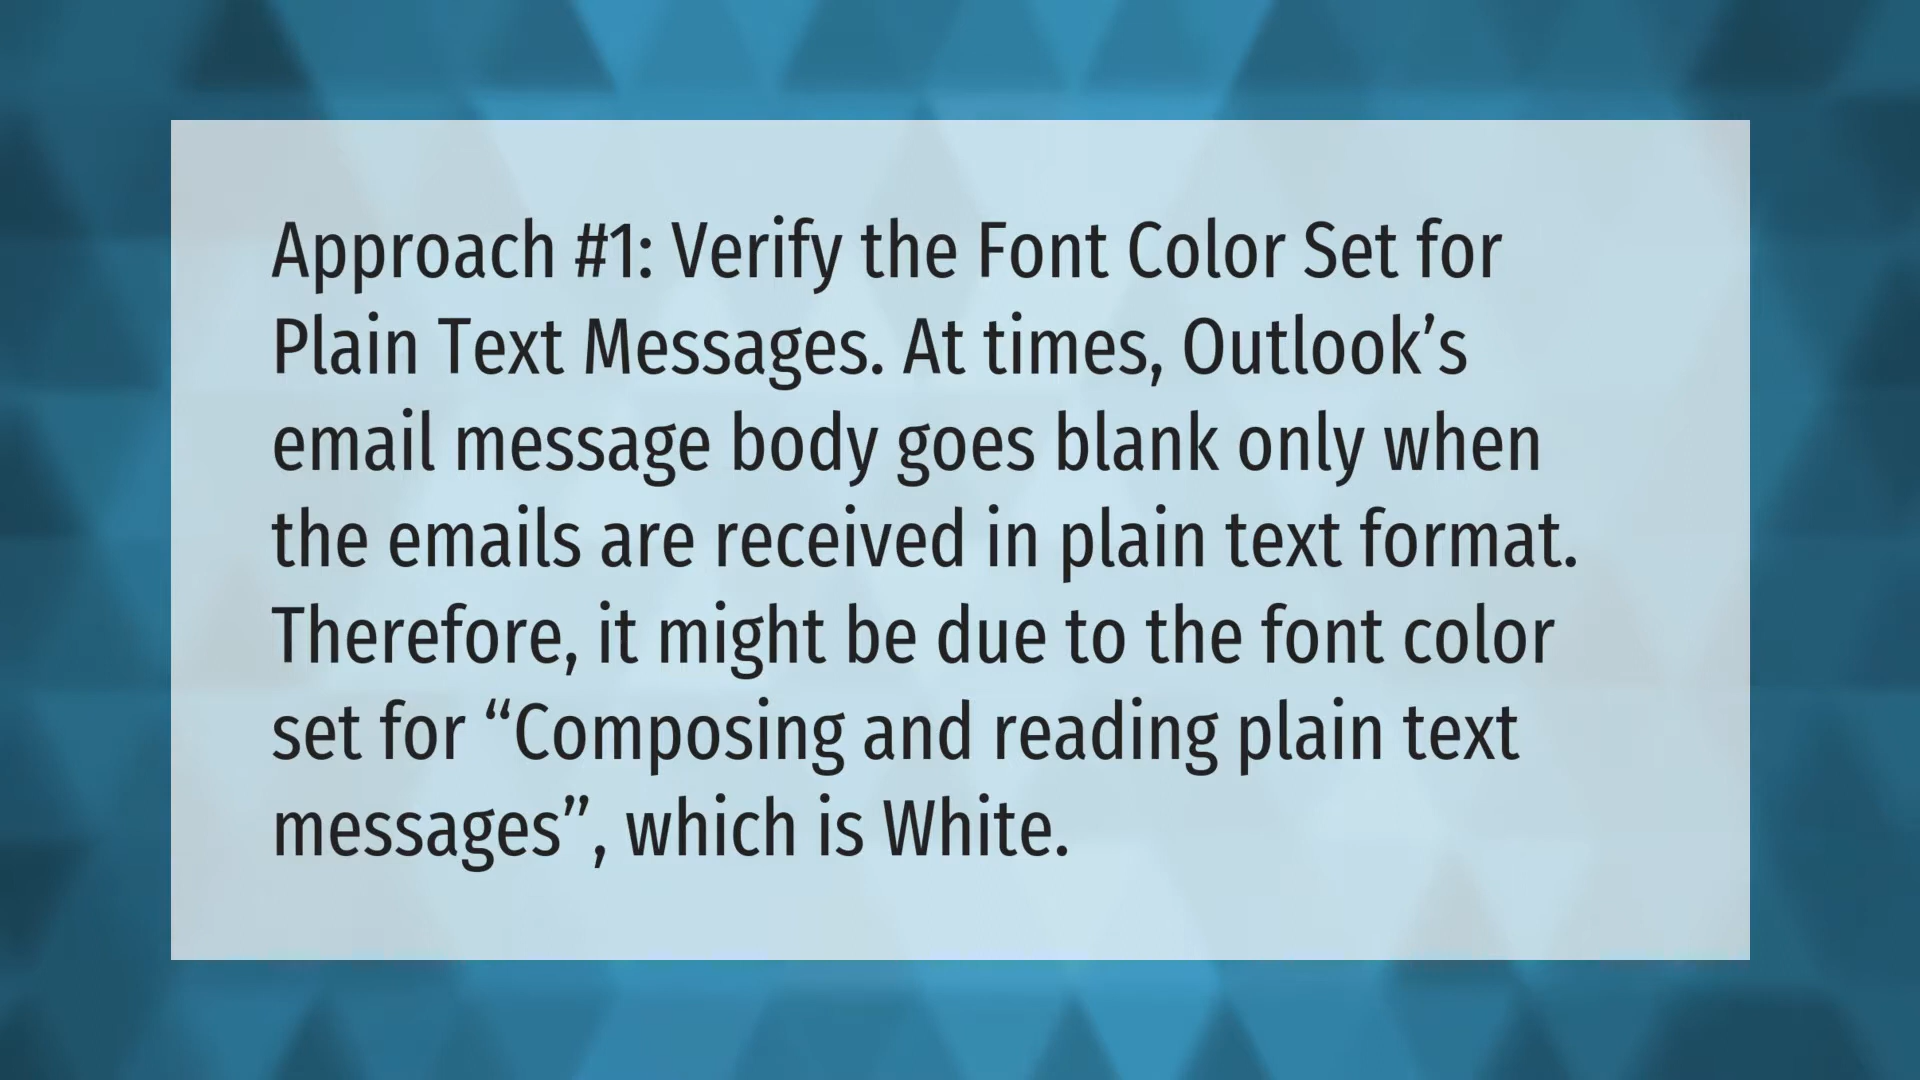 Approach #1: Verify the Font Color Set for
Plain Text Messages. At times, Outlook’s
email message body goes blank only when
the emails are received in plain text format.
Therefore, it might be due to the font color
set for “Composing and reading plain text
messages”, which is White.